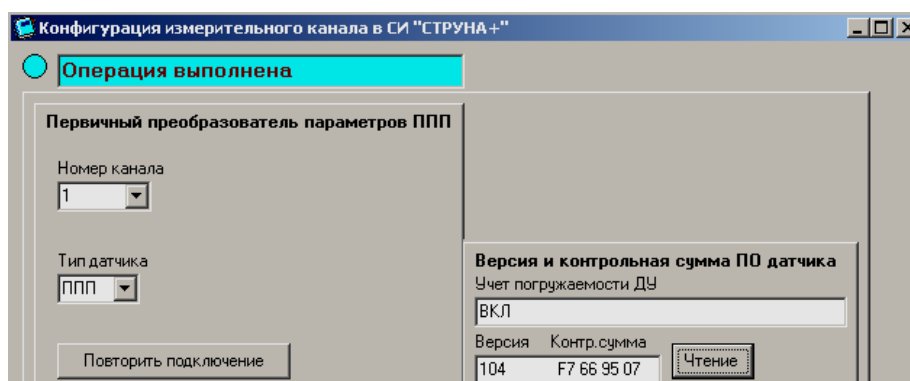 Конфигурация измерительного канала в СИ "СТРУНА+"
Операция выполнена
Первичный преобразователь параметров ППП
Номер канала
1
Тип датчика
ППП
Повторить подключение
Версия и контрольная сумма ПО датчика
Учет погружаемости ДУ
ВКЛ
Версия Контр.сумма
104 F7 66 95 07
Чтение